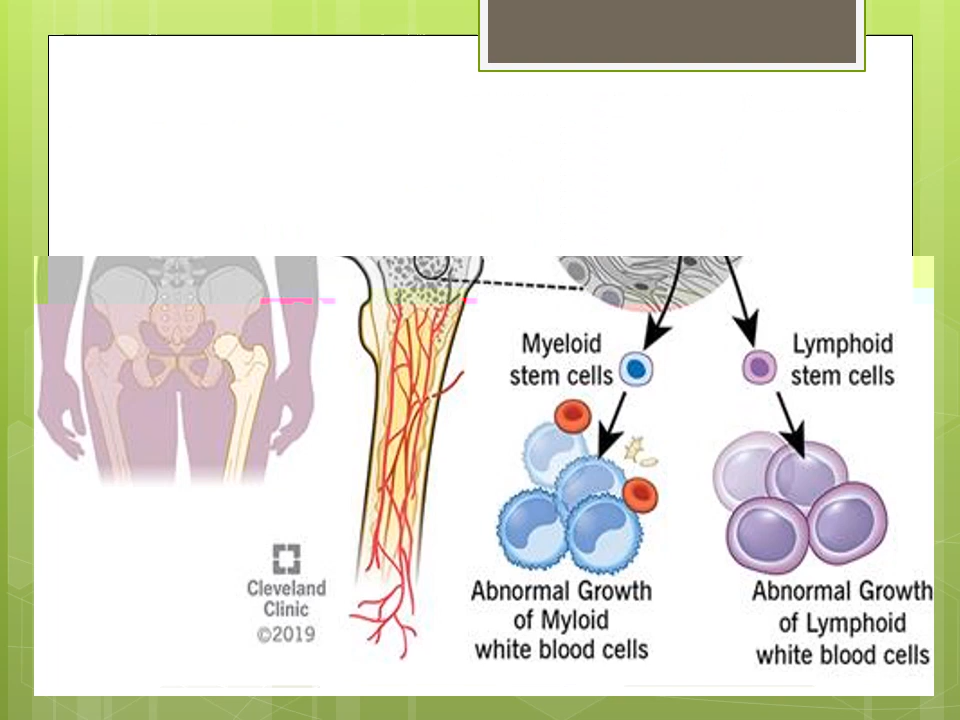 Myeloid
stem cells
Lymphoid
stem cells
Abnormal Growth
of Myloid
white blood cells
Abnormal Growth
of Lymphoid
white blood cells
Cleveland
Clinic
©2019